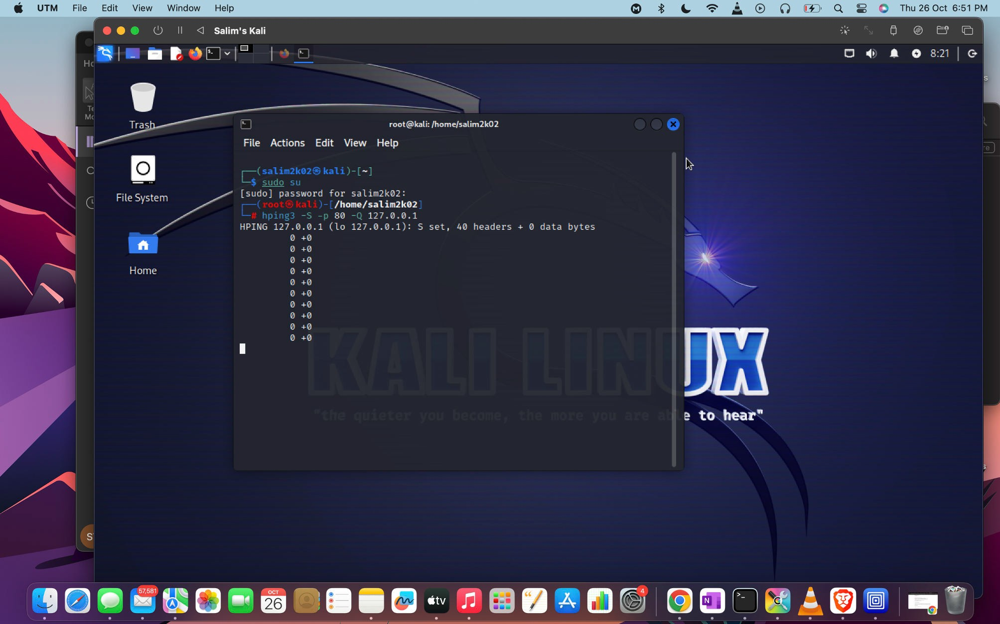 UTM File Edit View Window Help Thu 26 Oct 6:51 PM
Salim's Kali
8:21
Trash
File System
Home
root@kali: /home/salim2k02
File Actions Edit View Help
┌──(salim2k02㉿kali)-[~]
└─$ sudo su
[sudo] password for salim2k02:
┌──(root㉿kali)-[/home/salim2k02]
└─# hping3 -S -p 80 -Q 127.0.0.1
HPING 127.0.0.1 (lo 127.0.0.1): S set, 40 headers + 0 data bytes
0 +0
0 +0
0 +0
0 +0
0 +0
0 +0
0 +0
0 +0
0 +0
0 +0
KALI LINUX
"the quieter you become, the more you are able to hear"
57,581
OCT
26
tv
4